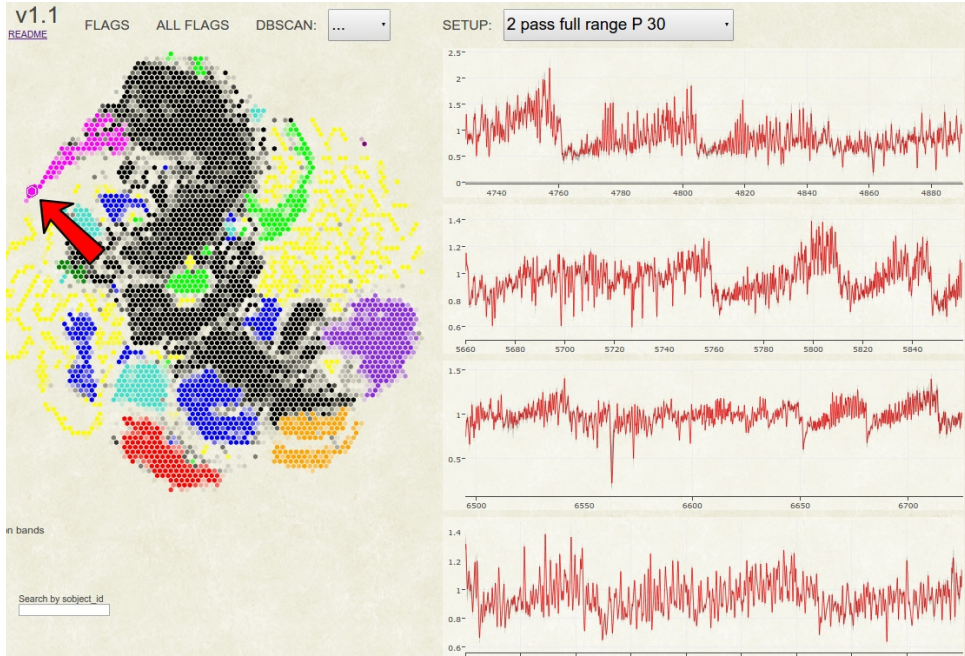 v1.1
README
FLAGS
ALL FLAGS
DBSCAN:
...
SETUP:
2 pass full range P 30
2.5
2
1.5
1
0.5
0
4740 4760 4780 4800 4820 4840 4860 4880
1.4
1.2
1
0.8
0.6
5660 5680 5700 5720 5740 5760 5780 5800 5820 5840
1.5
1
0.5
6500 6550 6600 6650 6700
1.4
1.2
1
0.8
0.6
n bands
Search by sobject_id